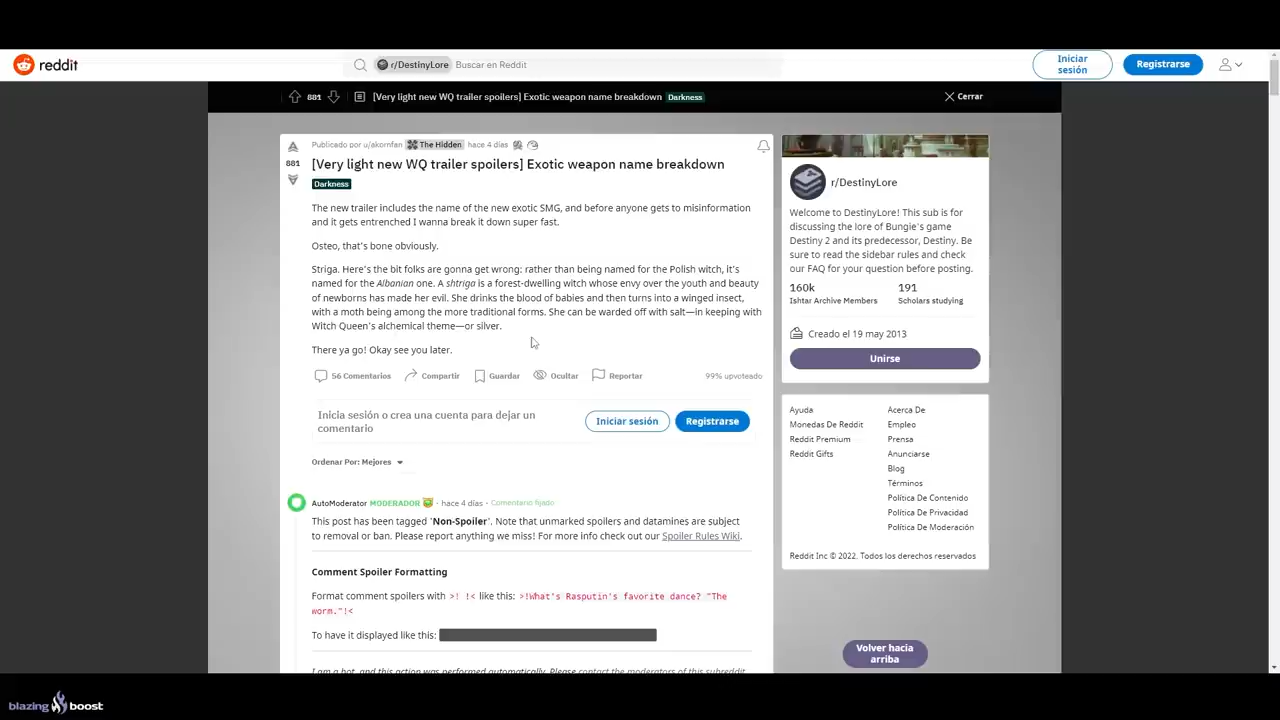 reddit
r/DestinyLore Buscar en Reddit
Iniciar sesión
Registrarse
881 [Very light new WQ trailer spoilers] Exotic weapon name breakdown Darkness
Cerrar
Publicado por u/akornfan The Hidden hace 4 días
881
[Very light new WQ trailer spoilers] Exotic weapon name breakdown
Darkness
The new trailer includes the name of the new exotic SMG, and before anyone gets to misinformation
and it gets entrenched I wanna break it down super fast.
Osteo, that's bone obviously.
Striga. Here's the bit folks are gonna get wrong: rather than being named for the Polish witch, it's
named for the Albanian one. A shtriga is a forest-dwelling witch whose envy over the youth and beauty
of newborns has made her evil. She drinks the blood of babies and then turns into a winged insect,
with a moth being among the more traditional forms. She can be warded off with salt—in keeping with
Witch Queen's alchemical theme—or silver.
There ya go! Okay see you later.
56 Comentarios Compartir Guardar Ocultar Reportar 99% upvoteado
Inicia sesión o crea una cuenta para dejar un
comentario
Iniciar sesión Registrarse
Ordenar Por: Mejores
AutoModerator MODERADOR · hace 4 días · Comentario fijado
This post has been tagged 'Non-Spoiler'. Note that unmarked spoilers and datamines are subject
to removal or ban. Please report anything we miss! For more info check out our Spoiler Rules Wiki.
Comment Spoiler Formatting
Format comment spoilers with >! !< like this: >!What's Rasputin's favorite dance? "The
worm."!<
To have it displayed like this:
I am a bot, and this action was performed automatically. Please contact the moderators of this subreddit
r/DestinyLore
Welcome to DestinyLore! This sub is for
discussing the lore of Bungie's game
Destiny 2 and its predecessor, Destiny. Be
sure to read the sidebar rules and check
our FAQ for your question before posting.
160k 191
Ishtar Archive Members Scholars studying
Creado el 19 may 2013
Unirse
Ayuda Acerca De
Monedas De Reddit Empleo
Reddit Premium Prensa
Reddit Gifts Anunciarse
Blog
Términos
Política De Contenido
Política De Privacidad
Política De Moderación
Reddit Inc © 2022. Todos los derechos reservados
Volver hacia
arriba
blazing boost